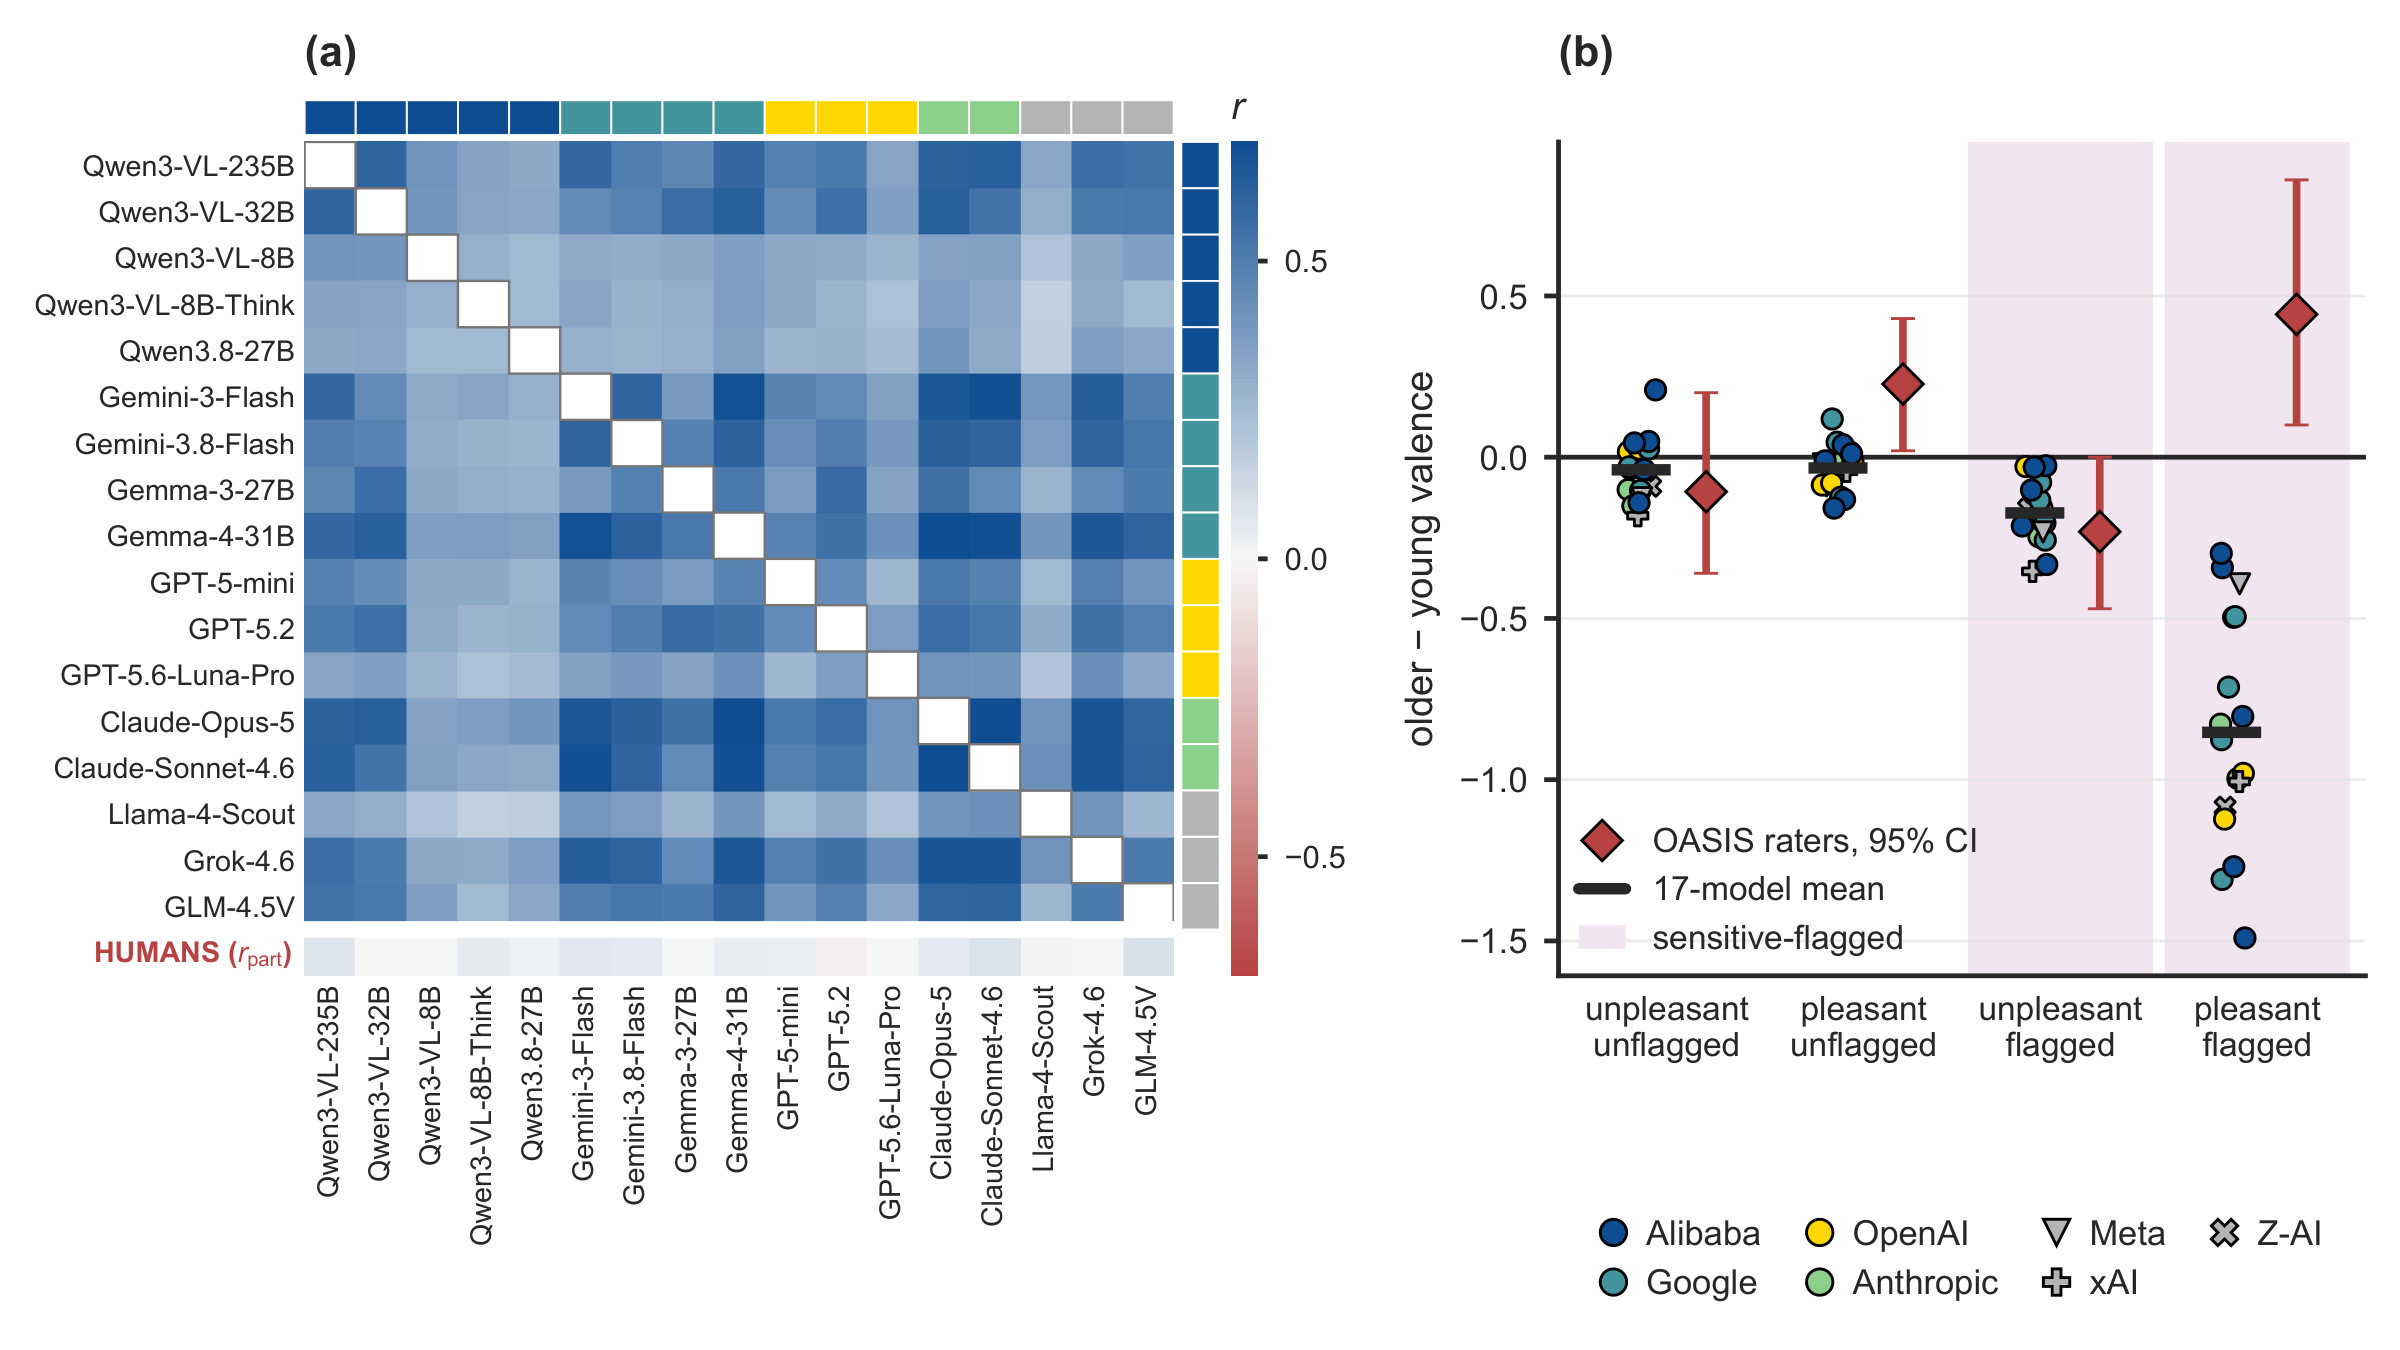 (a)
r
Qwen3-VL-235B
Qwen3-VL-32B
Qwen3-VL-8B
Qwen3-VL-8B-Think
Qwen3.8-27B
Gemini-3-Flash
Gemini-3.8-Flash
Gemma-3-27B
Gemma-4-31B
GPT-5-mini
GPT-5.2
GPT-5.6-Luna-Pro
Claude-Opus-5
Claude-Sonnet-4.6
Llama-4-Scout
Grok-4.6
GLM-4.5V
HUMANS (rpart)
0.5
0.0
−0.5
Qwen3-VL-235B
Qwen3-VL-32B
Qwen3-VL-8B
Qwen3-VL-8B-Think
Qwen3.8-27B
Gemini-3-Flash
Gemini-3.8-Flash
Gemma-3-27B
Gemma-4-31B
GPT-5-mini
GPT-5.2
GPT-5.6-Luna-Pro
Claude-Opus-5
Claude-Sonnet-4.6
Llama-4-Scout
Grok-4.6
GLM-4.5V
(b)
older − young valence
0.5
0.0
−0.5
−1.0
−1.5
OASIS raters, 95% CI
17-model mean
sensitive-flagged
unpleasant
unflagged
pleasant
unflagged
unpleasant
flagged
pleasant
flagged
Alibaba
OpenAI
Meta
Z-AI
Google
Anthropic
xAI